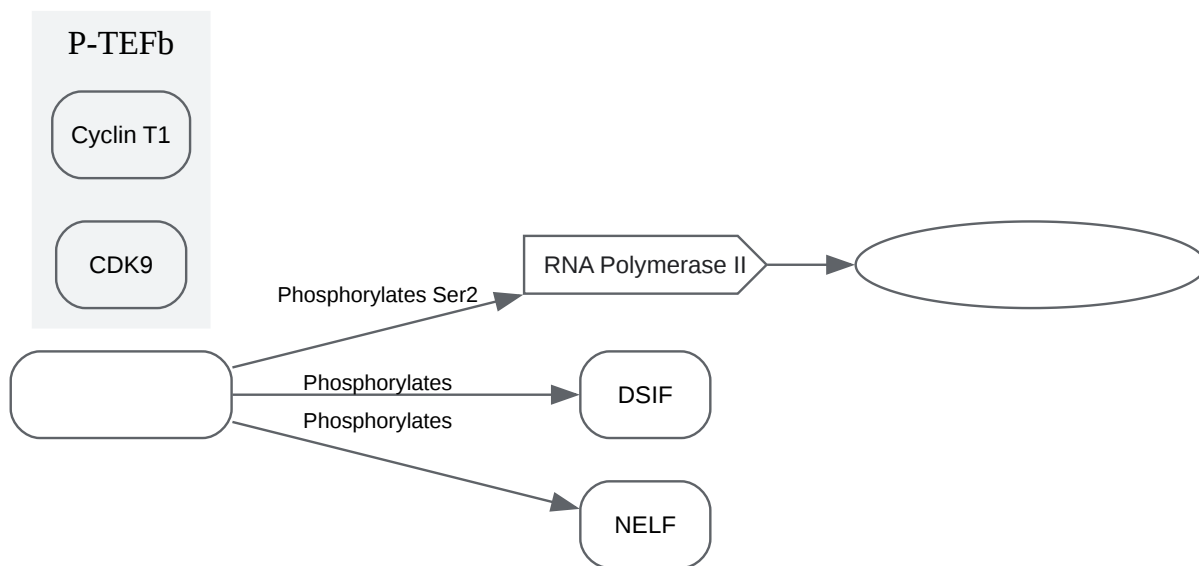 P-TEFb
Cyclin T1
CDK9
RNA Polymerase II
Phosphorylates Ser2
Phosphorylates
DSIF
Phosphorylates
NELF